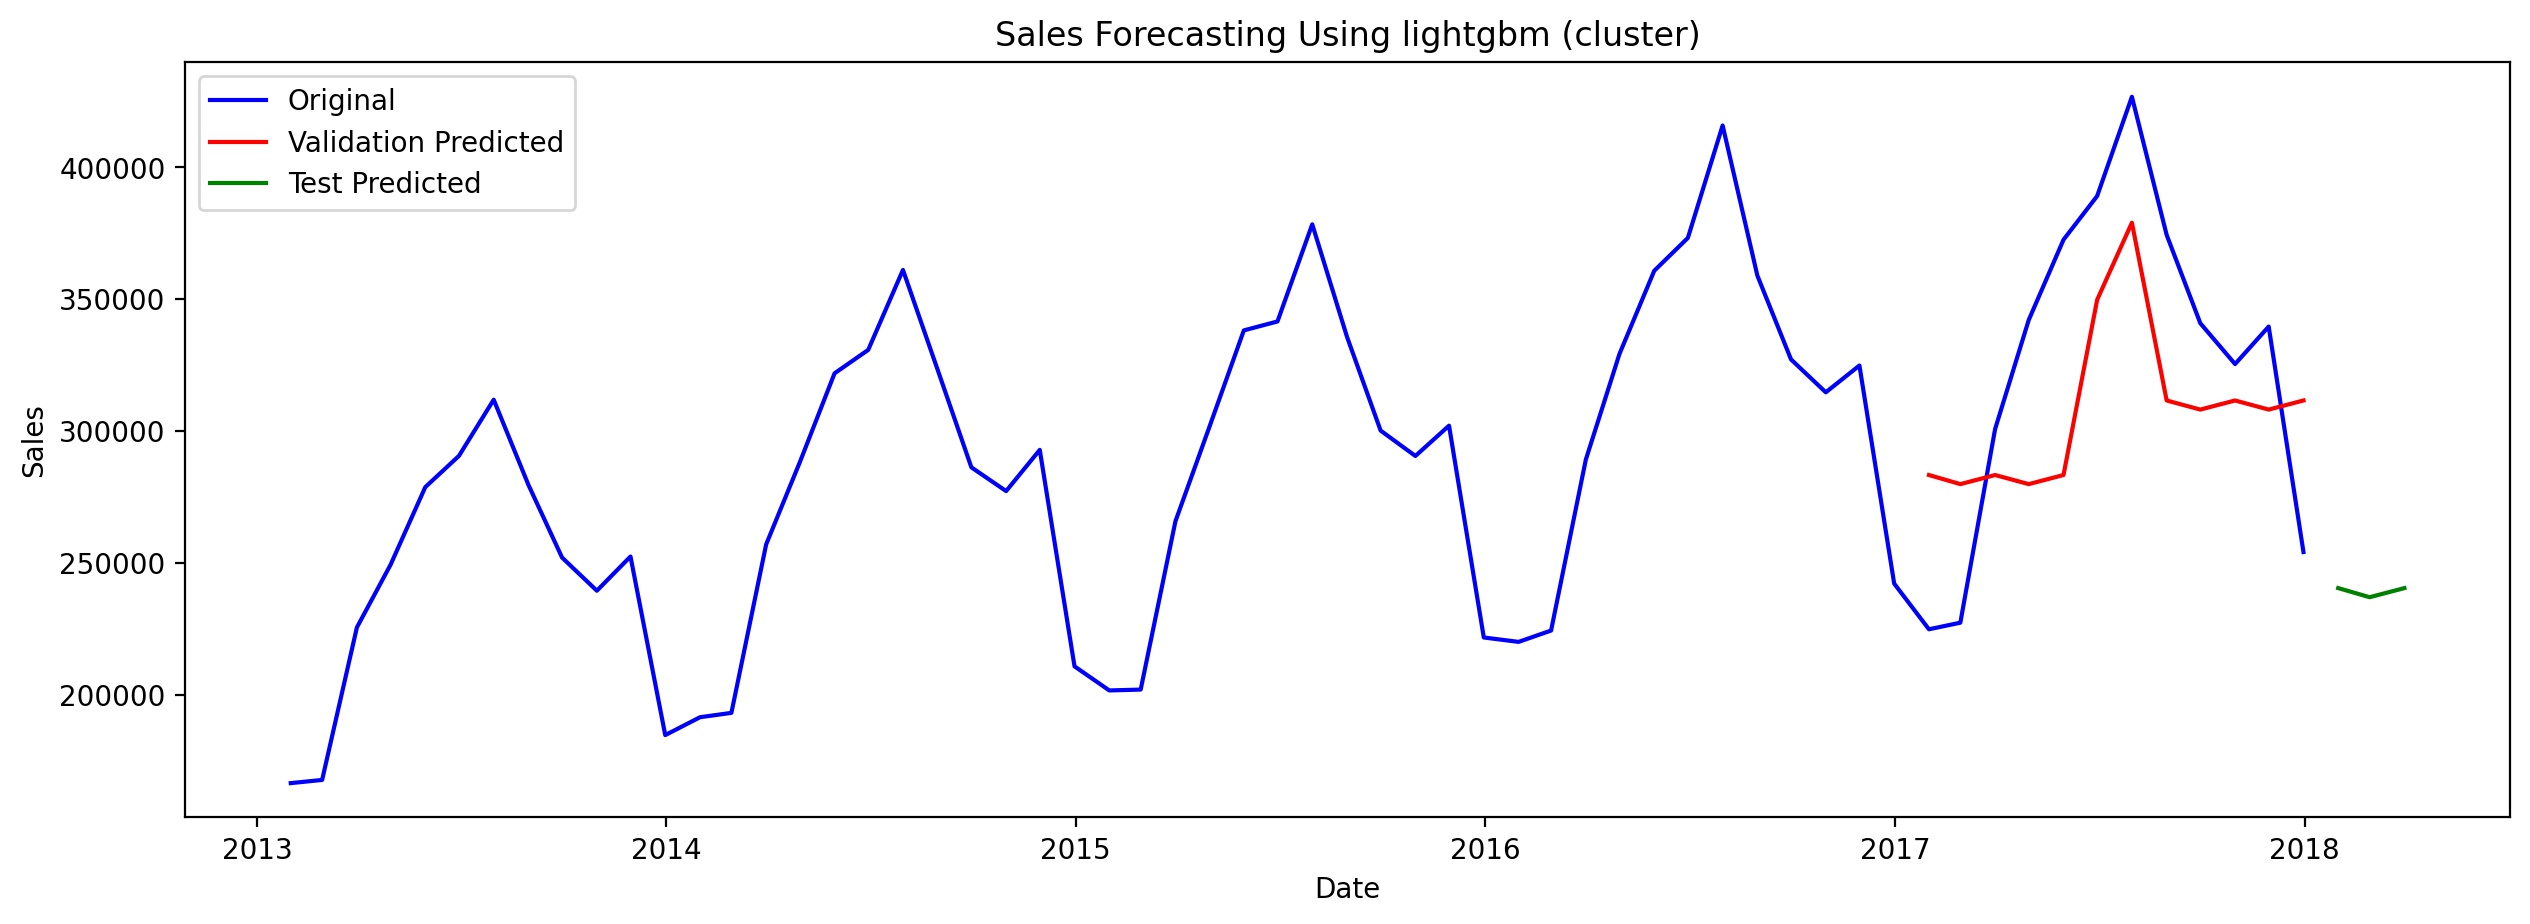 Sales Forecasting Using lightgbm (cluster)
Original
Validation Predicted
Test Predicted
400000
350000
300000
250000
200000
Sales
2013 2014 2015 2016 2017 2018
Date